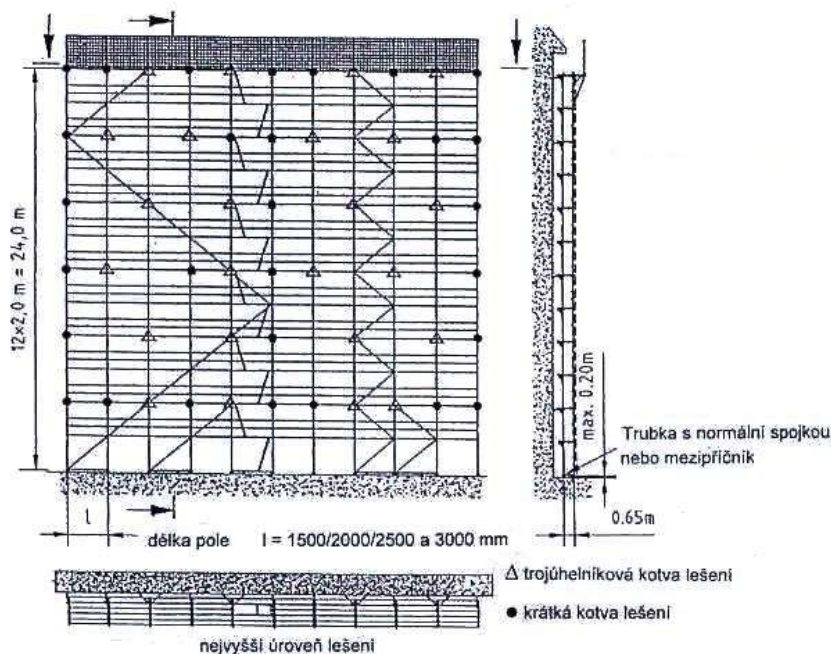 12×2,0 m = 24,0 m
max. 0.20m
Trubka s normální spojkou
nebo mezipříčník
0.65m
l
délka pole l = 1500/2000/2500 a 3000 mm
trojúhelníková kotva lešení
krátká kotva lešení
nejvyšší úroveň lešení